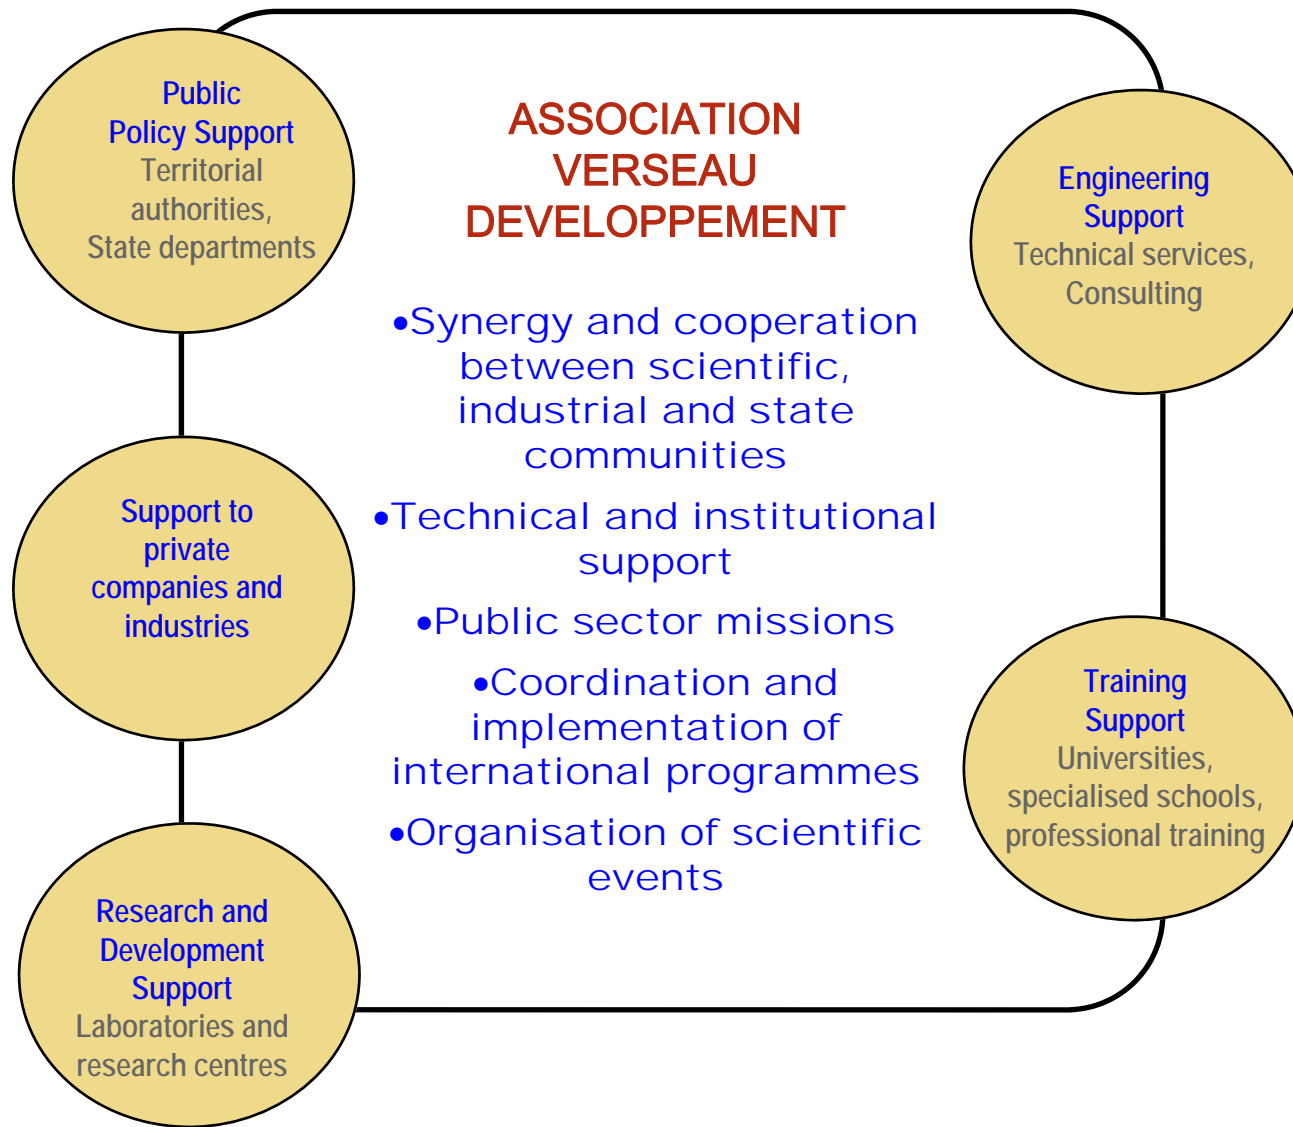 Public
Policy Support
Territorial
authorities,
State departments
Support to
private
companies and
industries
Research and
Development
Support
Laboratories and
research centres
ASSOCIATION
VERSEAU
DEVELOPPEMENT
•Synergy and cooperation
between scientific,
industrial and state
communities
•Technical and institutional
support
•Public sector missions
•Coordination and
implementation of
international programmes
•Organisation of scientific
events
Engineering
Support
Technical services,
Consulting
Training
Support
Universities,
specialised schools,
professional training